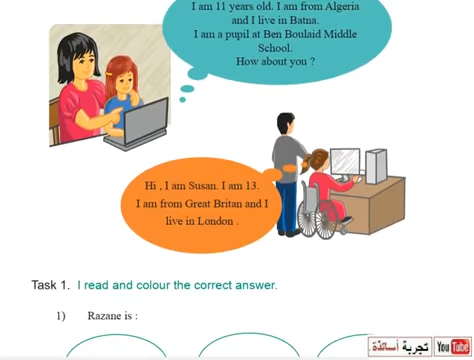 I am 11 years old. I am from Algeria
and I live in Batna.
I am a pupil at Ben Boulaid Middle
School.
How about you ?
Hi , I am Susan. I am 13.
I am from Great Britan and I
live in London .
Task 1. I read and colour the correct answer.
1) Razane is :
تجربة أساتذة YouTube